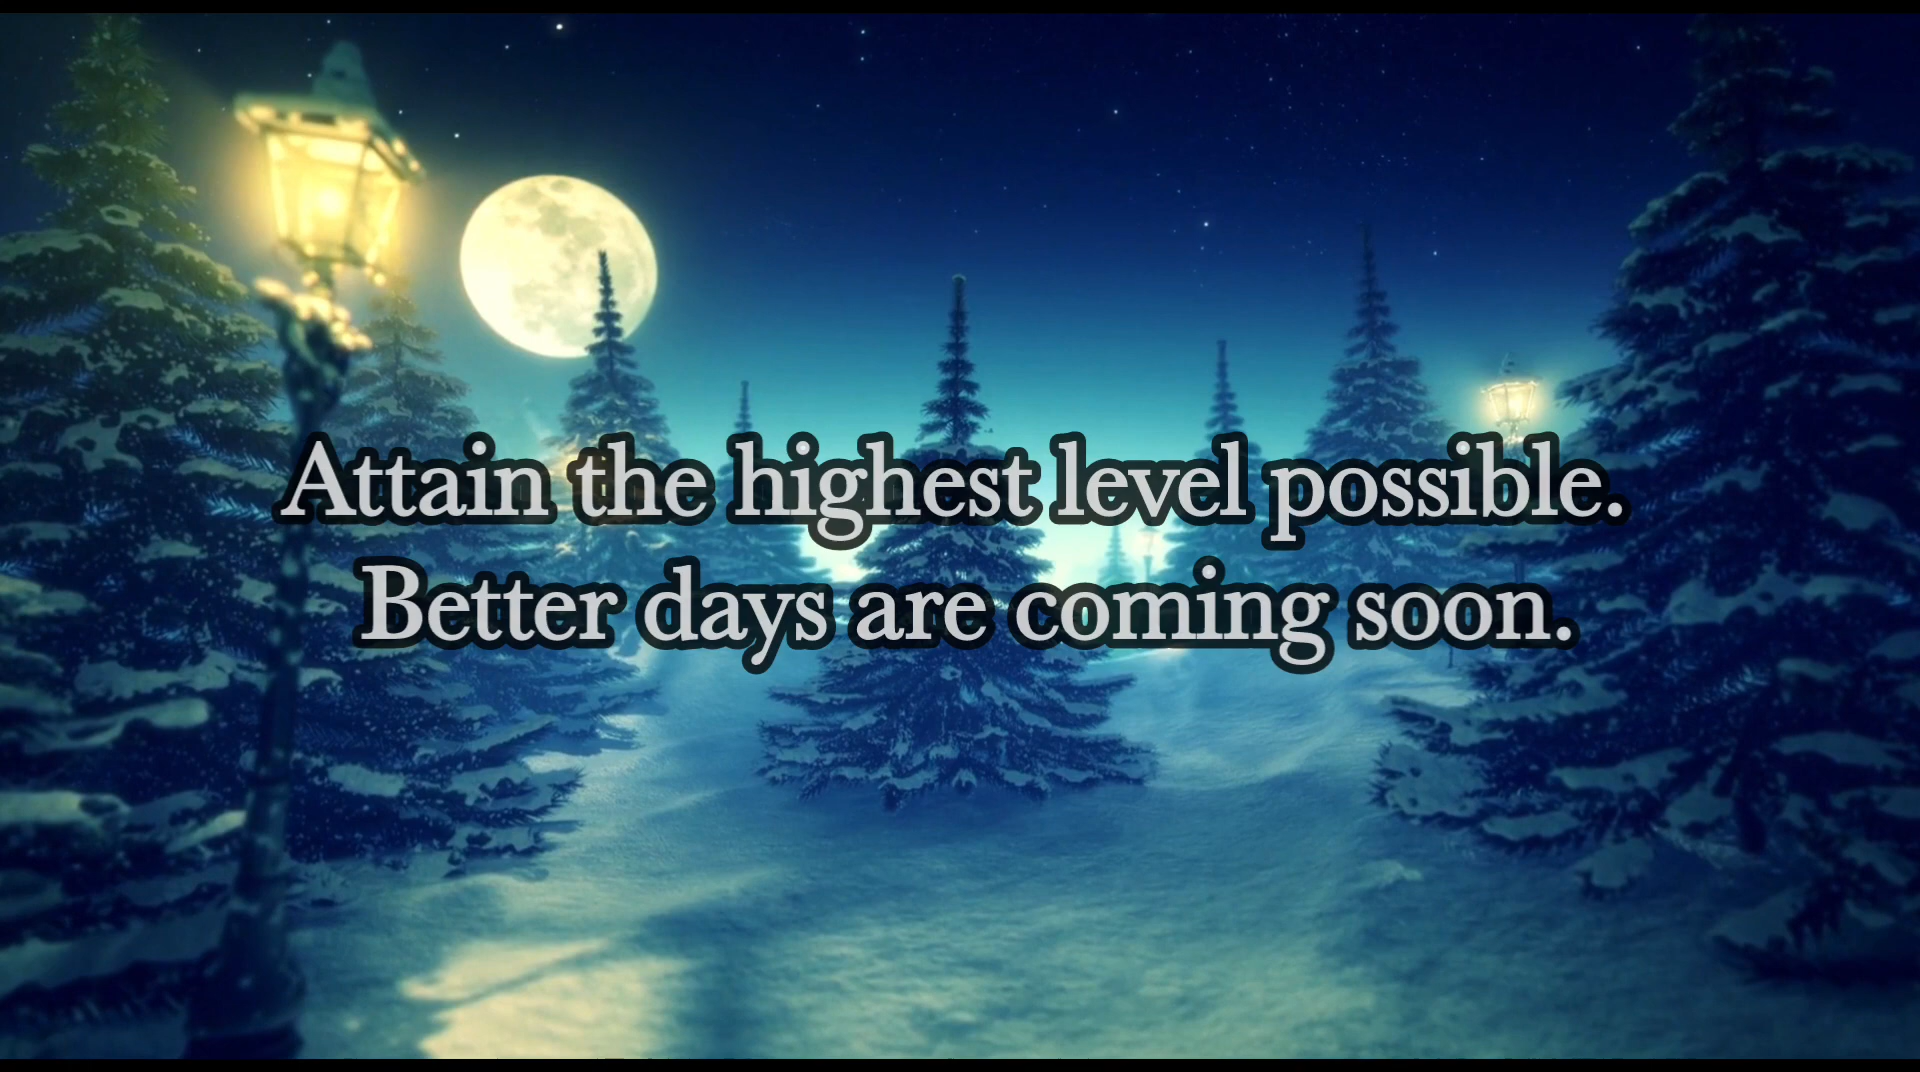 Attain the highest level possible.
Better days are coming soon.